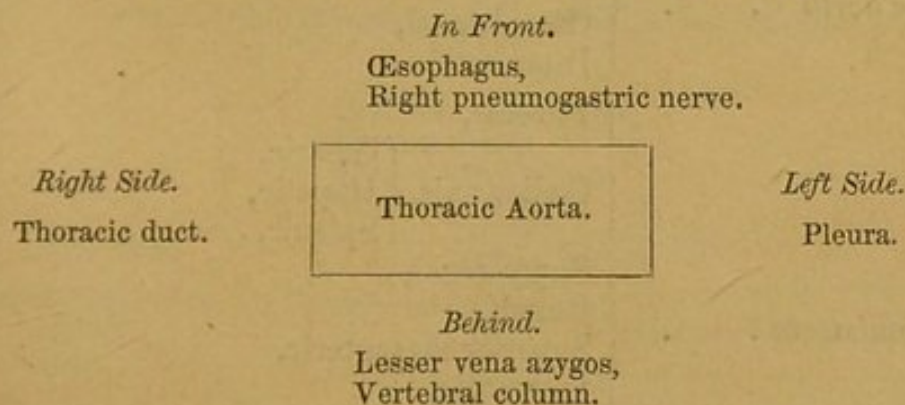 In Front.
Œsophagus,
Right pneumogastric nerve.
Right Side.
Thoracic duct.
Thoracic Aorta.
Left Side.
Pleura.
Behind.
Lesser vena azygos,
Vertebral column.